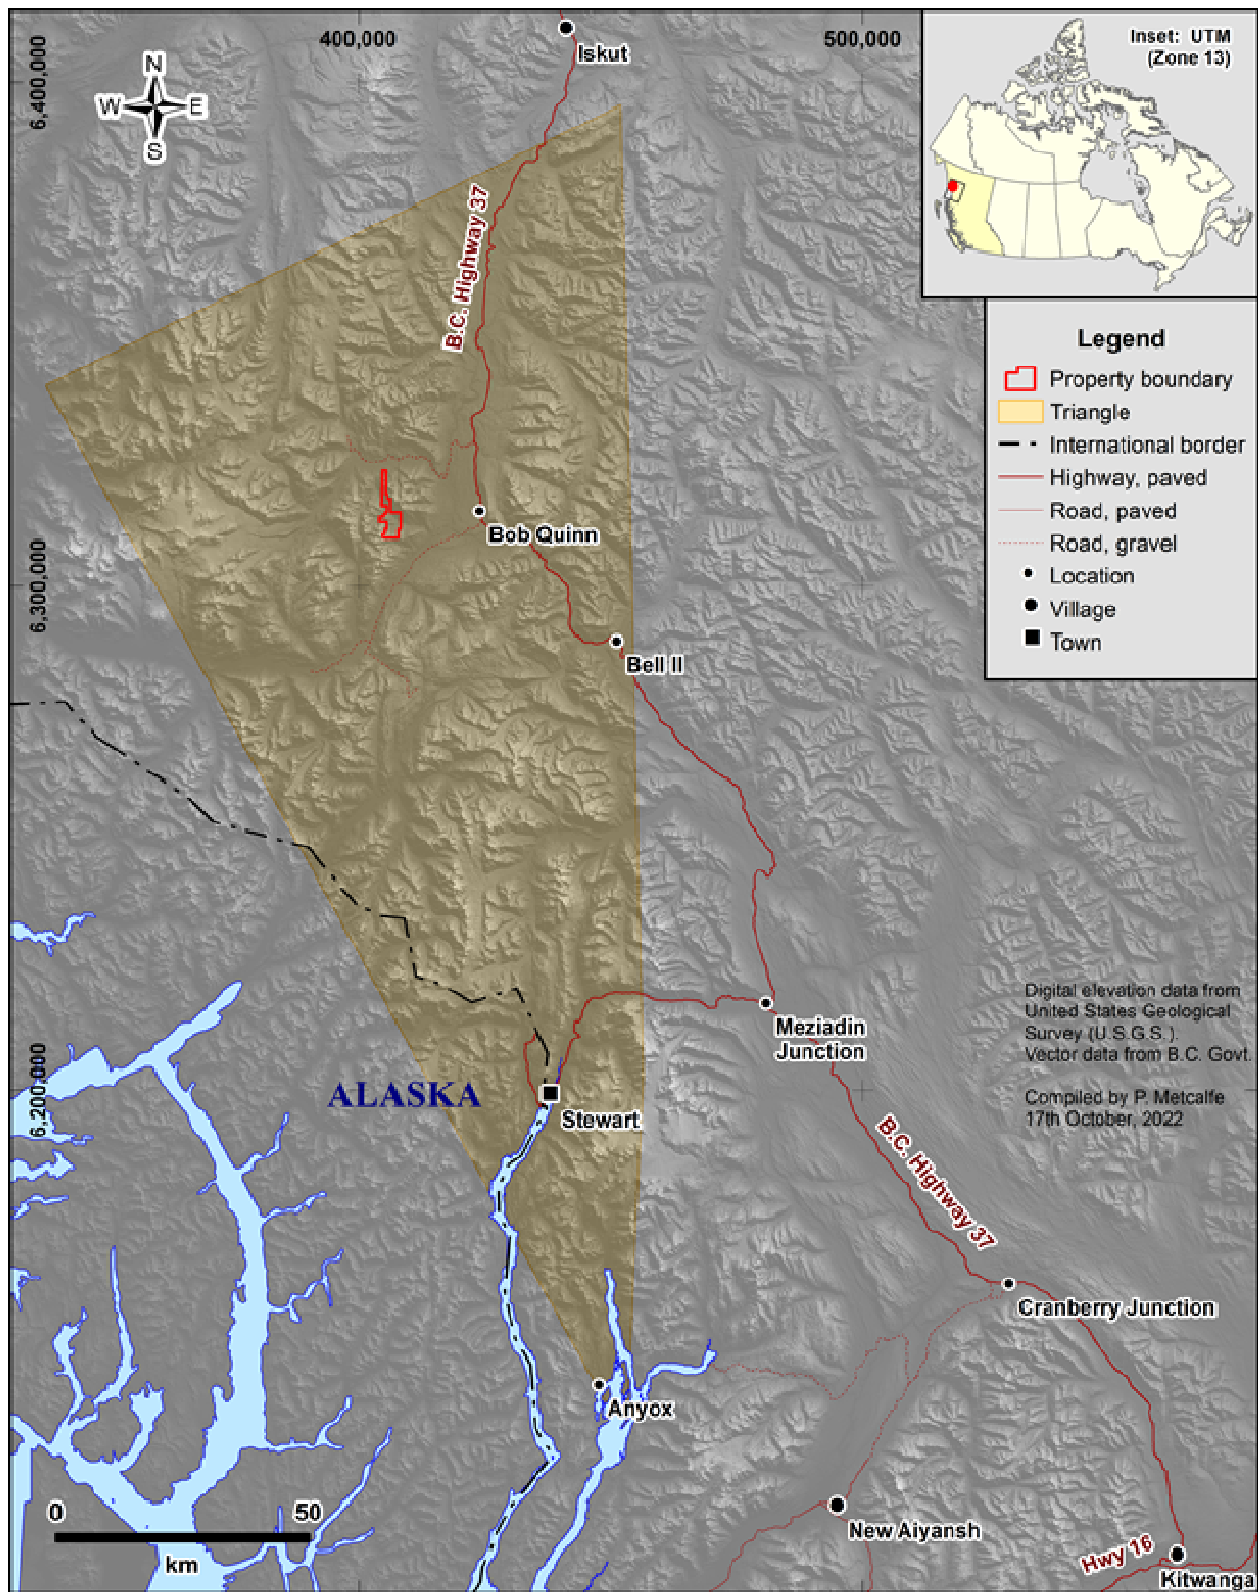 400,000
500,000
Iskut
6,400,000
N
W
E
S
Inset: UTM
(Zone 13)
B.C. Highway 37
Legend
Property boundary
Triangle
International border
Highway, paved
Road, paved
Road, gravel
Location
Village
Town
Bob Quinn
6,300,000
Bell II
Digital elevation data from
United States Geological
Survey (U.S.G.S.).
Vector data from B.C. Govt.
Compiled by P. Metcalfe
17th October, 2022
Meziadin
Junction
6,200,000
ALASKA
Stewart
B.C. Highway 37
Cranberry Junction
Anyox
0
50
km
New Aiyansh
Hwy 16
Kitwanga